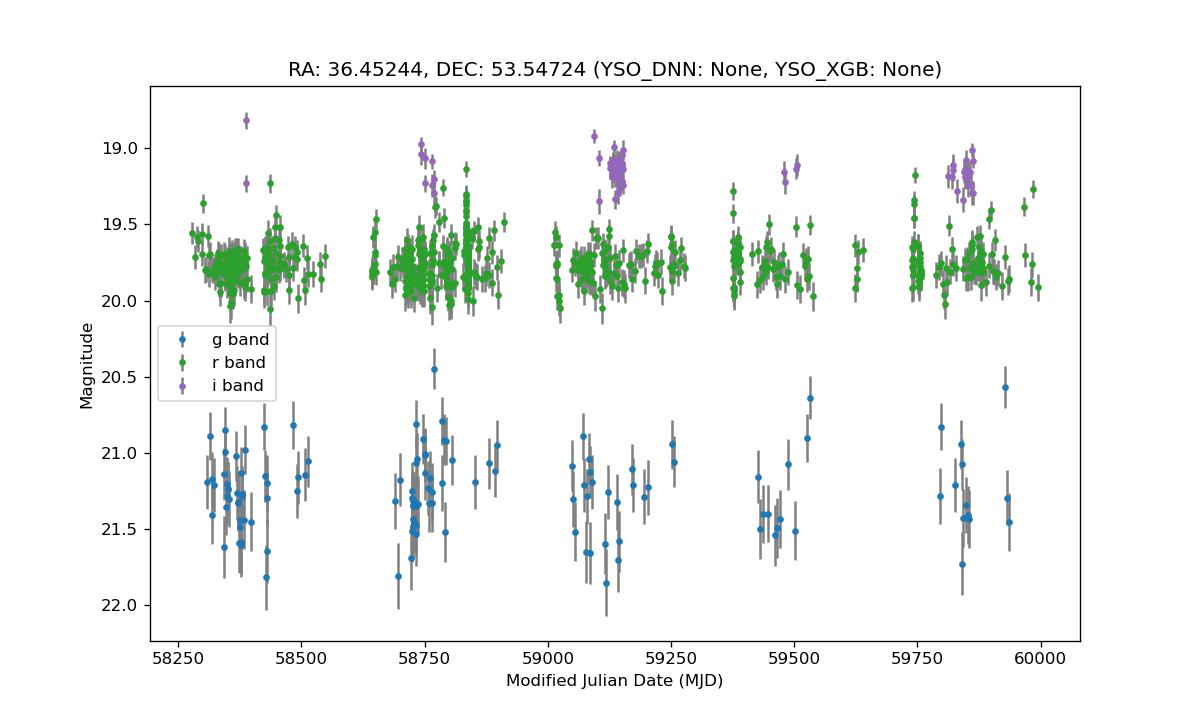 RA: 36.45244, DEC: 53.54724 (YSO_DNN: None, YSO_XGB: None)
19.0
19.5
20.0
20.5
21.0
21.5
22.0
Magnitude
g band
r band
i band
58250 58500 58750 59000 59250 59500 59750 60000
Modified Julian Date (MJD)